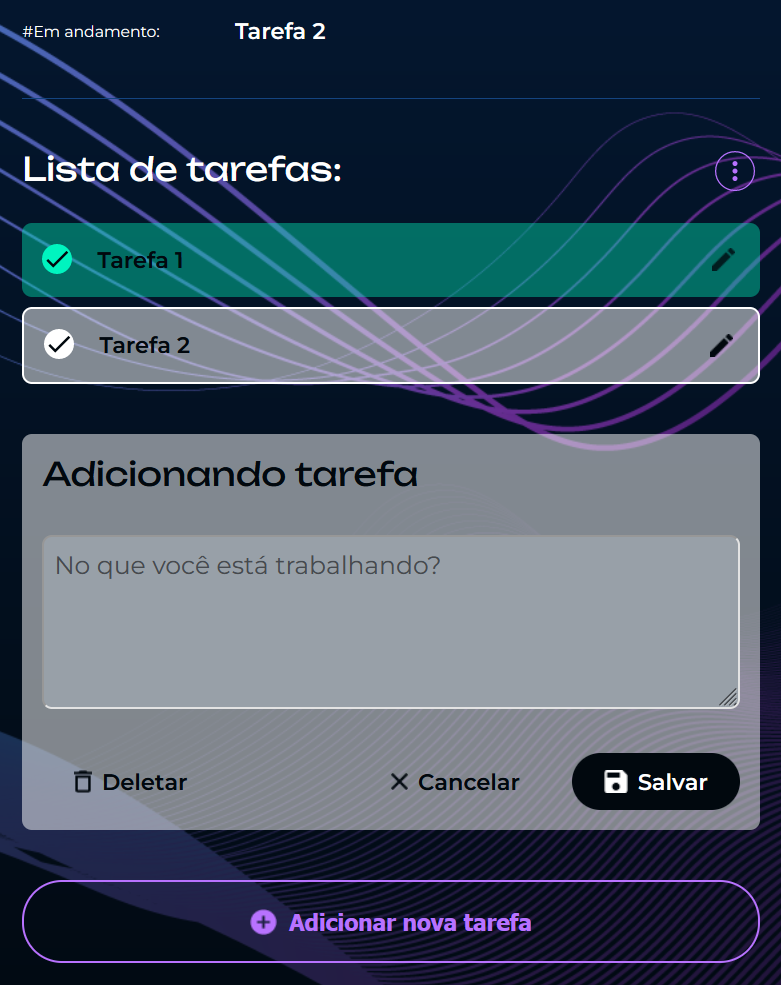 #Em andamento: Tarefa 2
Lista de tarefas:
Tarefa 1
Tarefa 2
Adicionando tarefa
No que você está trabalhando?
Deletar Cancelar Salvar
Adicionar nova tarefa